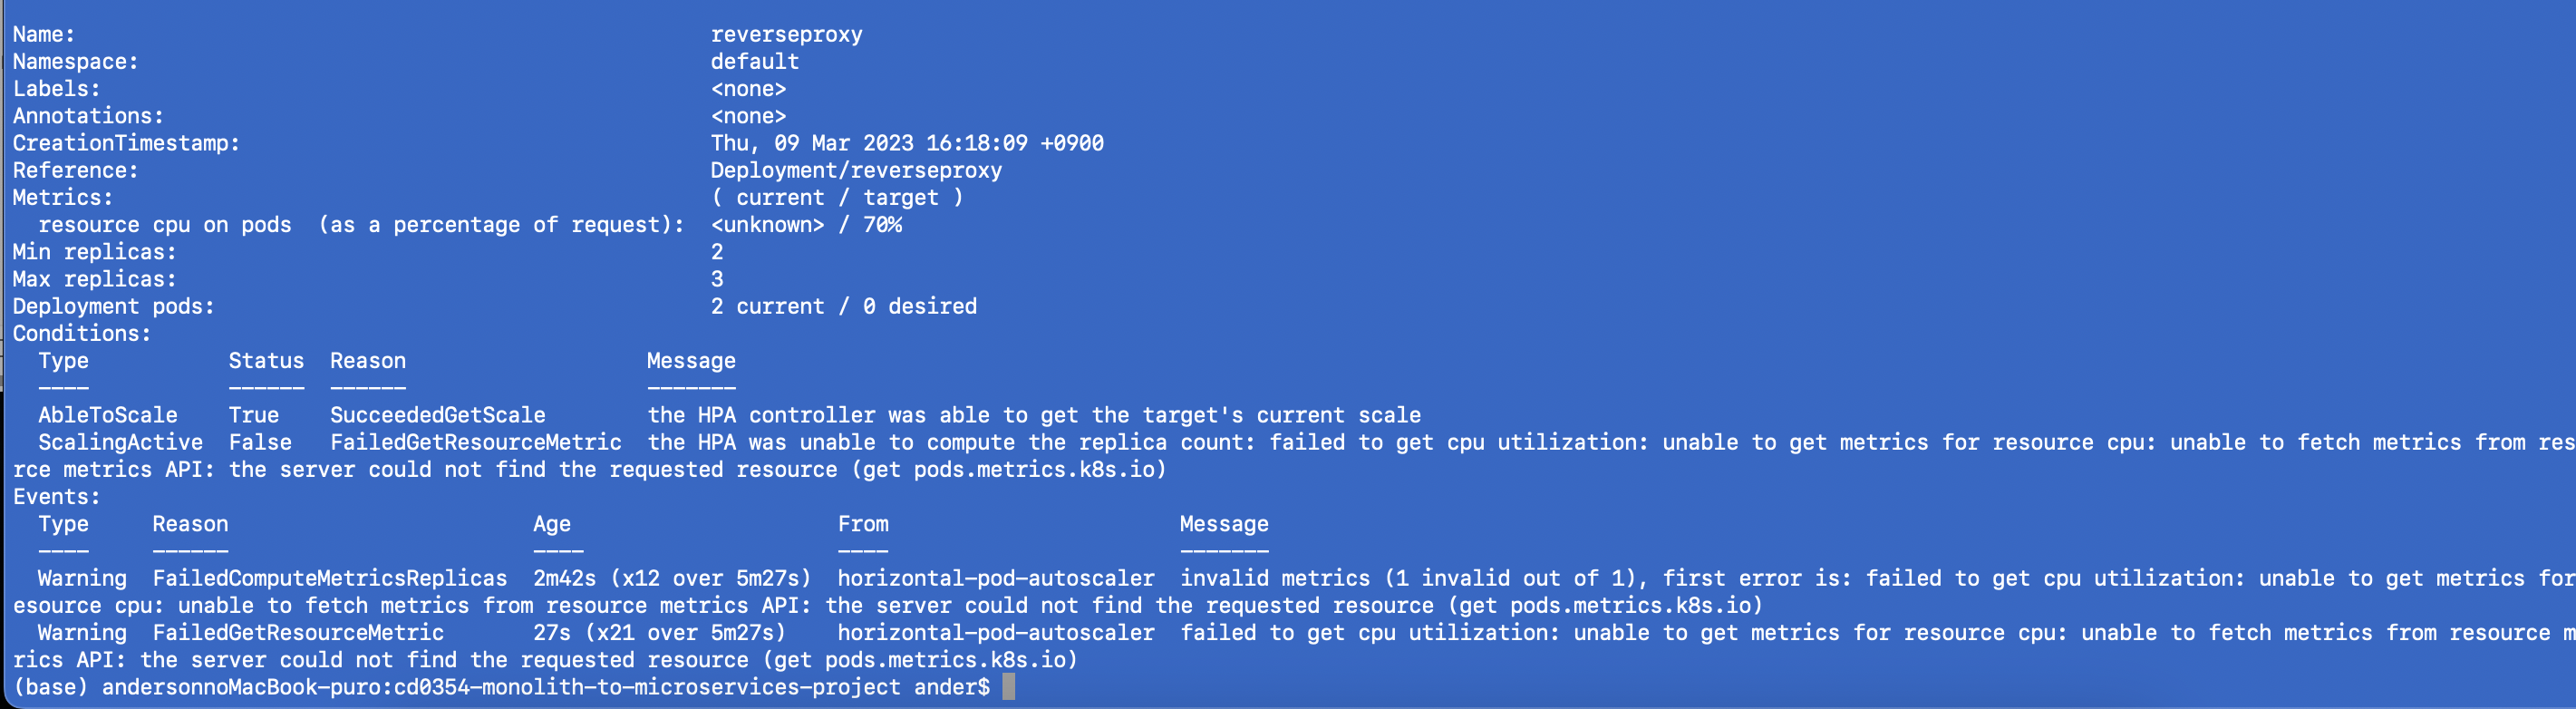 Name: reverseproxy
Namespace: default
Labels: <none>
Annotations: <none>
CreationTimestamp: Thu, 09 Mar 2023 16:18:09 +0900
Reference: Deployment/reverseproxy
Metrics: ( current / target )
resource cpu on pods (as a percentage of request): <unknown> / 70%
Min replicas: 2
Max replicas: 3
Deployment pods: 2 current / 0 desired
Conditions:
Type Status Reason Message
---- ------ ------ -------
AbleToScale True SucceededGetScale the HPA controller was able to get the target's current scale
ScalingActive False FailedGetResourceMetric the HPA was unable to compute the replica count: failed to get cpu utilization: unable to get metrics for resource cpu: unable to fetch metrics from res
rce metrics API: the server could not find the requested resource (get pods.metrics.k8s.io)
Events:
Type Reason Age From Message
---- ------ ---- ---- -------
Warning FailedComputeMetricsReplicas 2m42s (x12 over 5m27s) horizontal-pod-autoscaler invalid metrics (1 invalid out of 1), first error is: failed to get cpu utilization: unable to get metrics for
esource cpu: unable to fetch metrics from resource metrics API: the server could not find the requested resource (get pods.metrics.k8s.io)
Warning FailedGetResourceMetric 27s (x21 over 5m27s) horizontal-pod-autoscaler failed to get cpu utilization: unable to get metrics for resource cpu: unable to fetch metrics from resource m
rics API: the server could not find the requested resource (get pods.metrics.k8s.io)
(base) andersonnoMacBook-puro:cd0354-monolith-to-microservices-project ander$